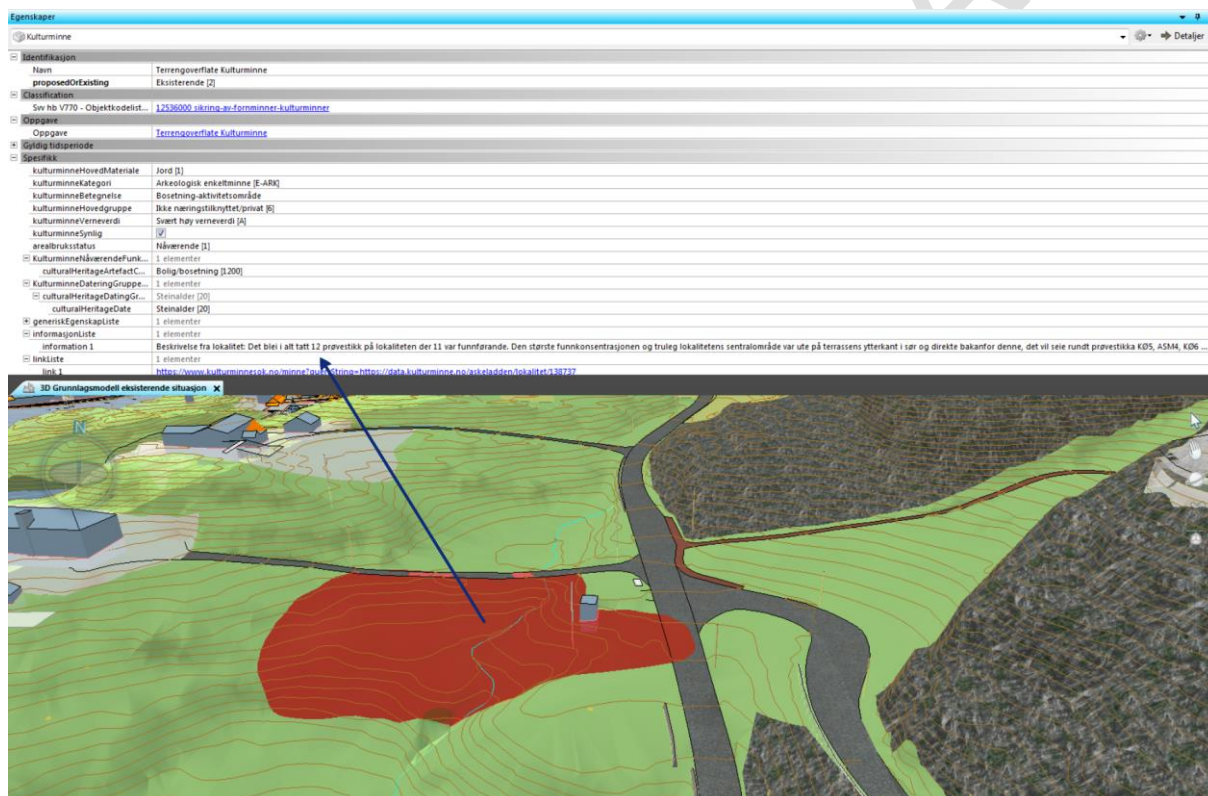 Egenskaper
Kulturminne Detaljer
Identifikasjon
Navn Terrengoverflate Kulturminne
proposedOrExisting Eksisterende [2]
Classification
Svv hb V770 - Objektkodelist... 12536000 sikring-av-fornminner-kulturminner
Oppgave
Oppgave Terrengoverflate Kulturminne
Gyldig tidsperiode
Spesifikk
kulturminneHovedMateriale Jord [1]
kulturminneKategori Arkeologisk enkeltminne [E-ARK]
kulturminneBetegnelse Bosetning-aktivitetsområde
kulturminneHovedgruppe Ikke næringstilknyttet/privat [6]
kulturminneVerneverdi Svært høy verneverdi [A]
kulturminneSynlig
arealbruksstatus Nåværende [1]
KulturminneNåværendeFunk... 1 elementer
culturalHeritageArtefactC... Bolig/bosetning [1200]
KulturminneDateringGruppe... 1 elementer
culturalHeritageDatingGr... Steinalder [20]
culturalHeritageDate Steinalder [20]
generiskEgenskapListe 1 elementer
informasjonListe 1 elementer
information 1 Beskrivelse fra lokalitet: Det blei i alt tatt 12 prøvestikk på lokaliteten der 11 var funnførande. Den største funnkonsentrasjonen og truleg lokalitetens sentralområde var ute på terrassens ytterkant i sør og direkte bakanfor denne, det vil seie rundt prøvestikka KØ5, ASM4, KØ6 ...
linkListe 1 elementer
link 1 https://www.kulturminnesok.no/minne?queryString=https://data.kulturminne.no/askeladden/lokalitet/138737
3D Grunnlagsmodell eksisterende situasjon
N